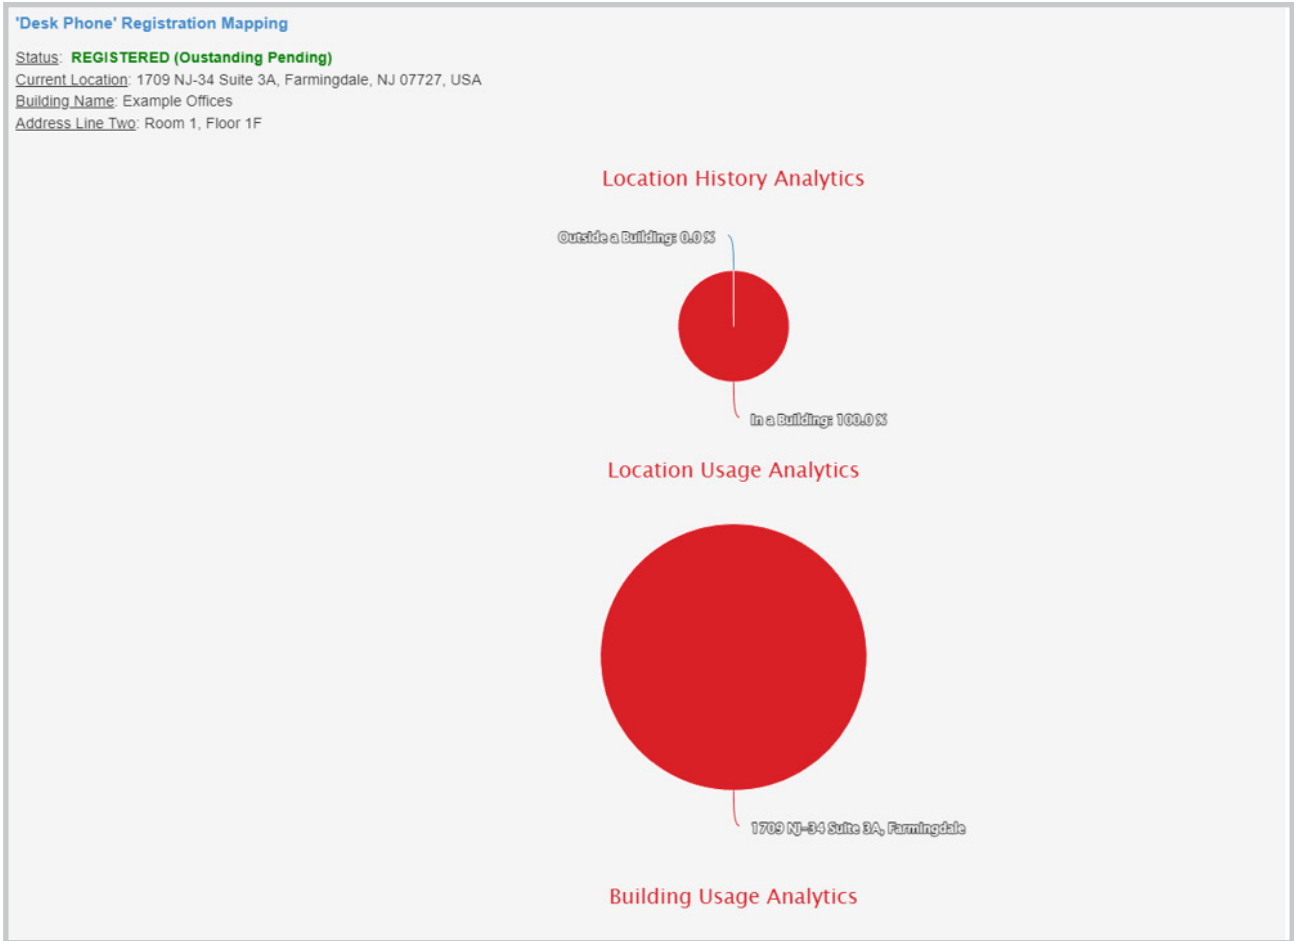 'Desk Phone' Registration Mapping
Status: REGISTERED (Oustanding Pending)
Current Location: 1709 NJ-34 Suite 3A, Farmingdale, NJ 07727, USA
Building Name: Example Offices
Address Line Two: Room 1, Floor 1F
Location History Analytics
Outside a Building: 0.0 %
In a Building: 100.0 %
Location Usage Analytics
1709 NJ-34 Suite 3A, Farmingdale
Building Usage Analytics